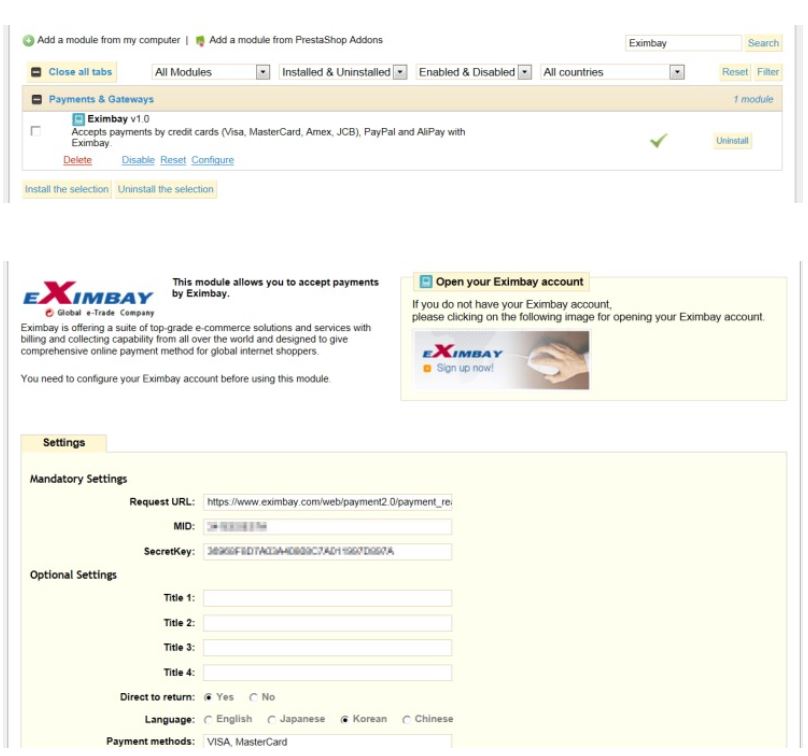 Add a module from my computer | Add a module from PrestaShop Addons
Eximbay Search
Close all tabs All Modules Installed & Uninstalled Enabled & Disabled All countries Reset Filter
Payments & Gateways 1 module
Eximbay v1.0
Accepts payments by credit cards (Visa, MasterCard, Amex, JCB), PayPal and AliPay with
Eximbay.
Uninstall
Delete Disable Reset Configure
Install the selection Uninstall the selection
EXIMBAY
Global e-Trade Company
This module allows you to accept payments
by Eximbay.
Eximbay is offering a suite of top-grade e-commerce solutions and services with
billing and collecting capability from all over the world and designed to give
comprehensive online payment method for global internet shoppers.
You need to configure your Eximbay account before using this module.
Open your Eximbay account
If you do not have your Eximbay account,
please clicking on the following image for opening your Eximbay account.
EXIMBAY
Sign up now!
Settings
Mandatory Settings
Request URL: https://www.eximbay.com/web/payment2.0/payment_re
MID:
SecretKey:
Optional Settings
Title 1:
Title 2:
Title 3:
Title 4:
Direct to return: Yes No
Language: English Japanese Korean Chinese
Payment methods: VISA, MasterCard